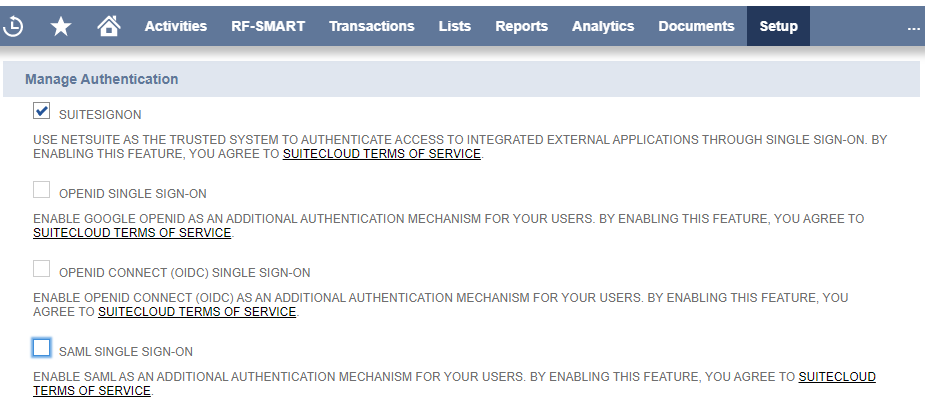 Activities RF-SMART Transactions Lists Reports Analytics Documents Setup ...
Manage Authentication
SUITESIGNON
USE NETSUITE AS THE TRUSTED SYSTEM TO AUTHENTICATE ACCESS TO INTEGRATED EXTERNAL APPLICATIONS THROUGH SINGLE SIGN-ON. BY
ENABLING THIS FEATURE, YOU AGREE TO SUITECLOUD TERMS OF SERVICE.
OPENID SINGLE SIGN-ON
ENABLE GOOGLE OPENID AS AN ADDITIONAL AUTHENTICATION MECHANISM FOR YOUR USERS. BY ENABLING THIS FEATURE, YOU AGREE TO
SUITECLOUD TERMS OF SERVICE.
OPENID CONNECT (OIDC) SINGLE SIGN-ON
ENABLE OPENID CONNECT (OIDC) AS AN ADDITIONAL AUTHENTICATION MECHANISM FOR YOUR USERS. BY ENABLING THIS FEATURE, YOU
AGREE TO SUITECLOUD TERMS OF SERVICE.
SAML SINGLE SIGN-ON
ENABLE SAML AS AN ADDITIONAL AUTHENTICATION MECHANISM FOR YOUR USERS. BY ENABLING THIS FEATURE, YOU AGREE TO SUITECLOUD
TERMS OF SERVICE.